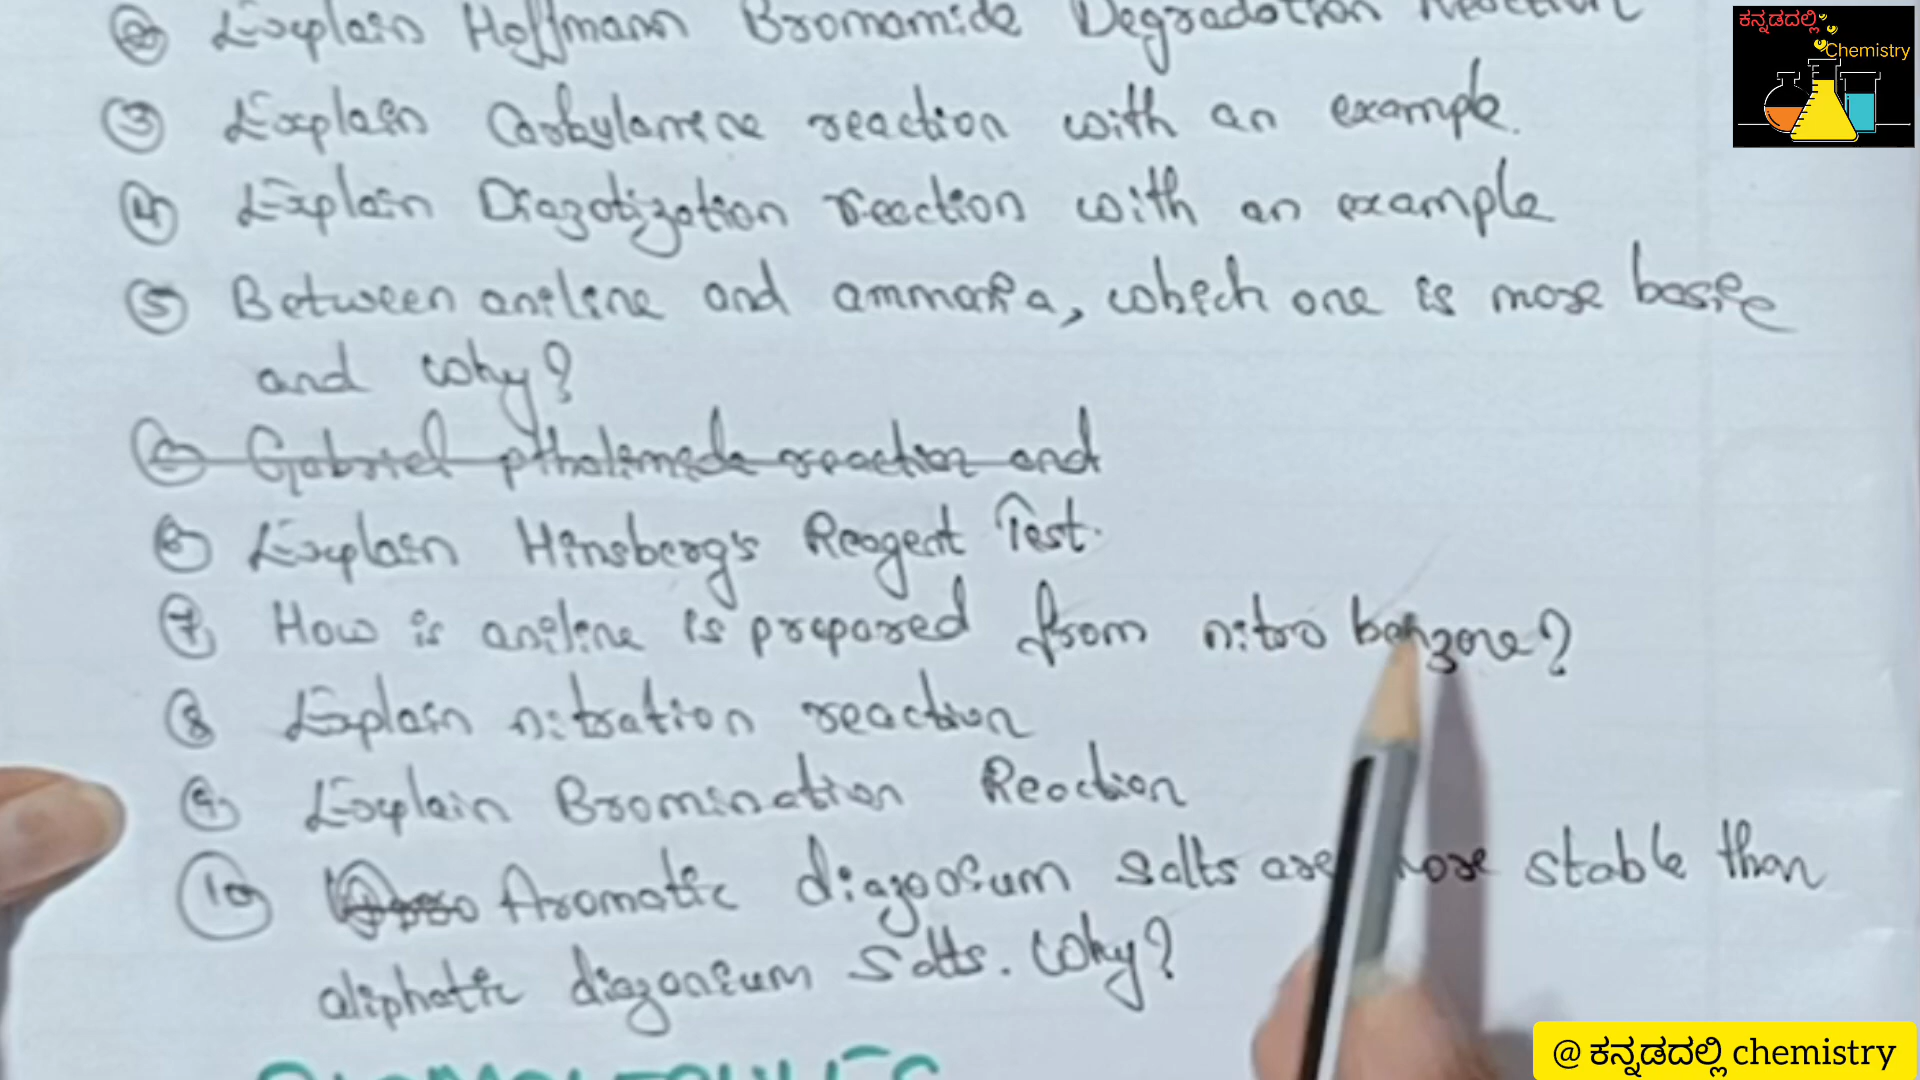 ② Explain Hoffmann Bromamide Degradation Reaction
ಕನ್ನಡದಲ್ಲಿ
Chemistry
③ Explain Carbylamine reaction with an example.
④ Explain Diazotization reaction with an example
⑤ Between aniline and ammonia, which one is more basic
and why?
Gabriel pthalimide reaction and
⑥ Explain Hinsberg's Reagent Test.
⑦ How is aniline is prepared from nitro benzene?
⑧ Explain nitration reaction
⑨ Explain Bromination Reaction
⑩ Aromatic diazonium salts are more stable than
aliphatic diazonium salts. Why?
@ ಕನ್ನಡದಲ್ಲಿ chemistry